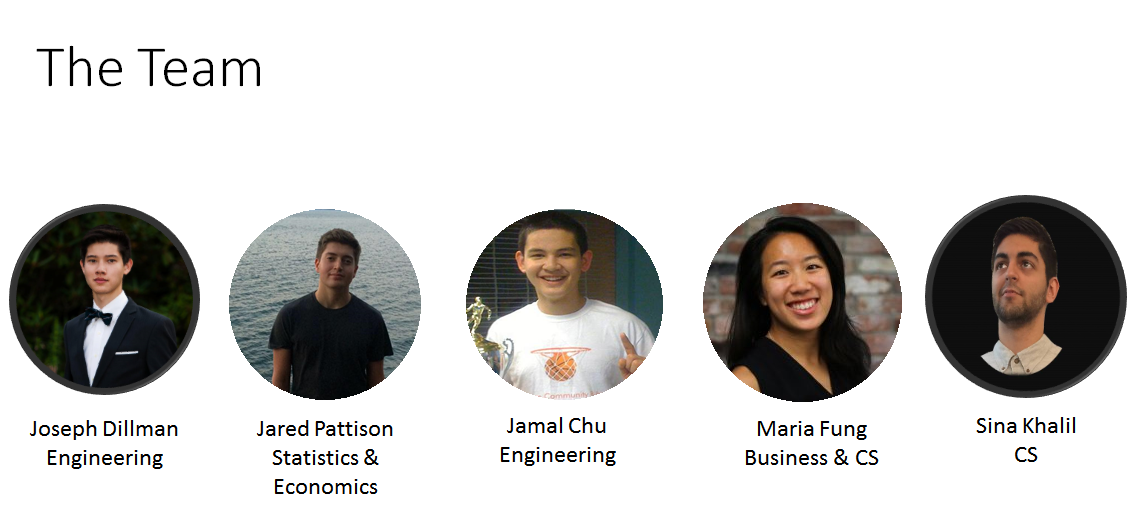 The Team
Joseph Dillman
Engineering
Jared Pattison
Statistics &
Economics
Jamal Chu
Engineering
Maria Fung
Business & CS
Sina Khalil
CS